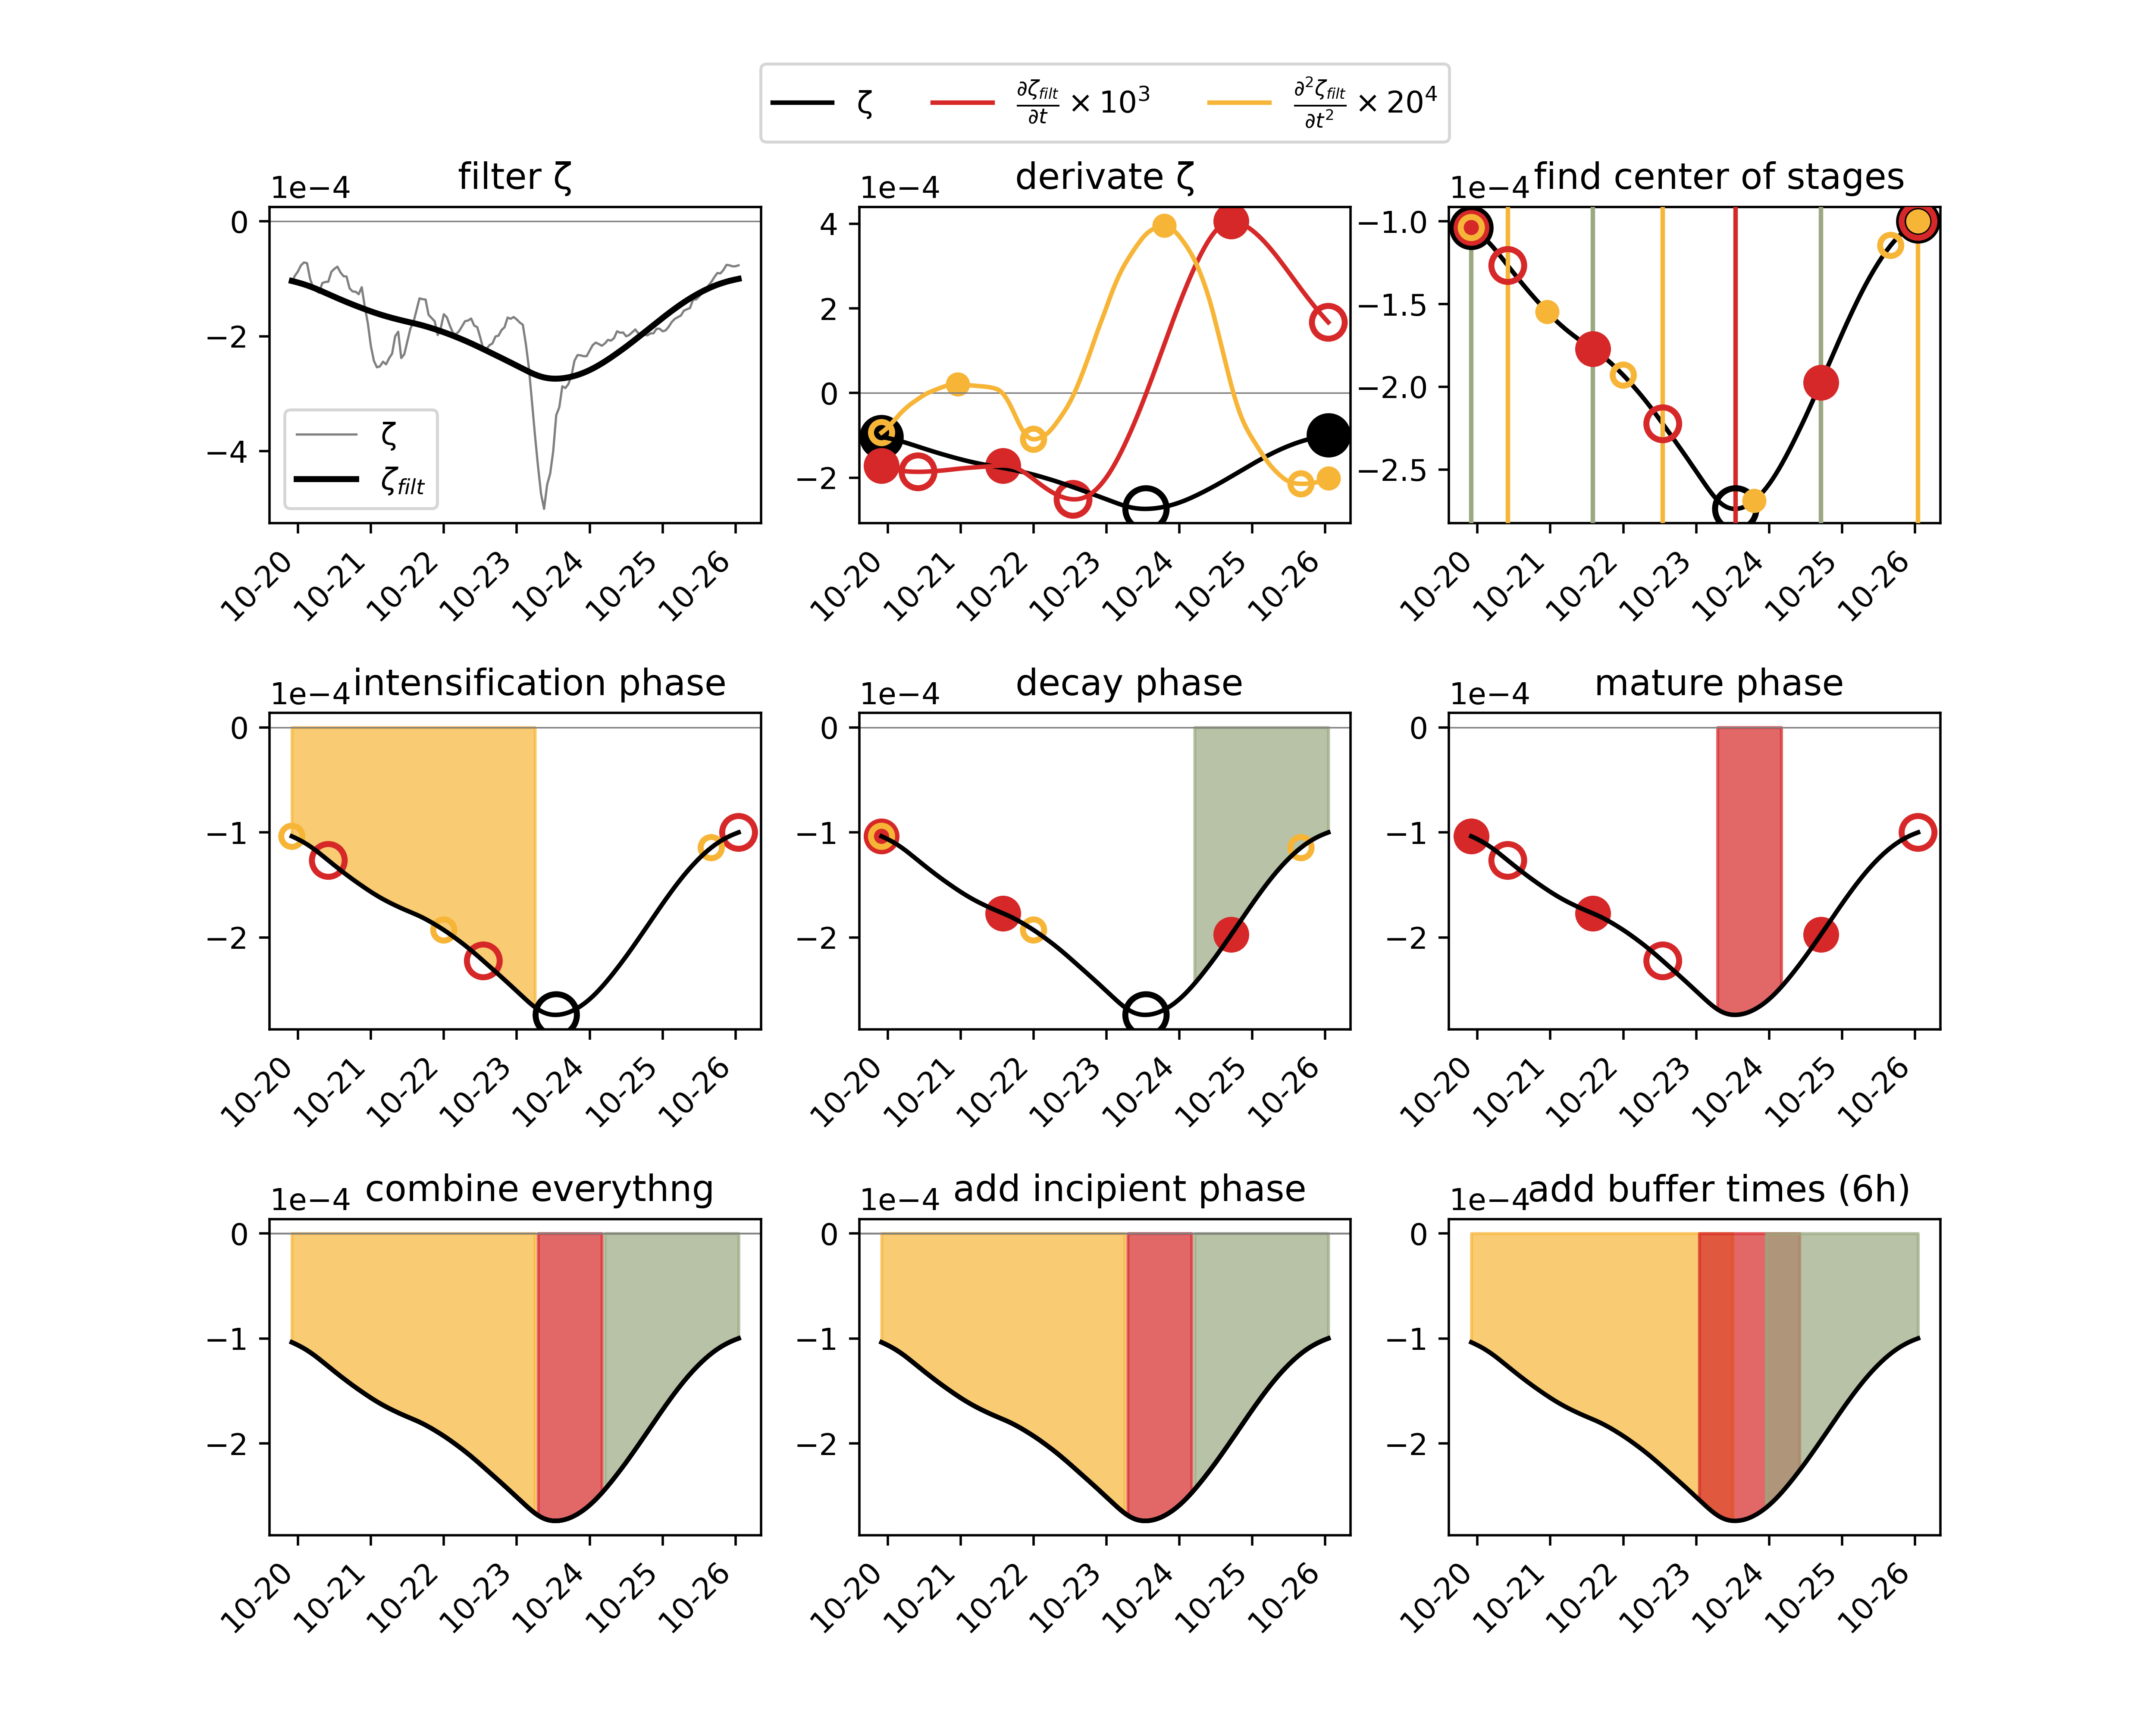 ζ ∂ζ_filt/∂t × 10³ ∂²ζ_filt/∂t² × 20⁴
filter ζ
1e−4
0
−2
−4
ζ
ζ_filt
10-20 10-21 10-22 10-23 10-24 10-25 10-26
derivate ζ
1e−4
4
2
0
−2
10-20 10-21 10-22 10-23 10-24 10-25 10-26
find center of stages
1e−4
−1.0
−1.5
−2.0
−2.5
10-20 10-21 10-22 10-23 10-24 10-25 10-26
intensification phase
1e−4
0
−1
−2
10-20 10-21 10-22 10-23 10-24 10-25 10-26
decay phase
1e−4
0
−1
−2
10-20 10-21 10-22 10-23 10-24 10-25 10-26
mature phase
1e−4
0
−1
−2
10-20 10-21 10-22 10-23 10-24 10-25 10-26
combine everythng
1e−4
0
−1
−2
10-20 10-21 10-22 10-23 10-24 10-25 10-26
add incipient phase
1e−4
0
−1
−2
10-20 10-21 10-22 10-23 10-24 10-25 10-26
add buffer times (6h)
1e−4
0
−1
−2
10-20 10-21 10-22 10-23 10-24 10-25 10-26